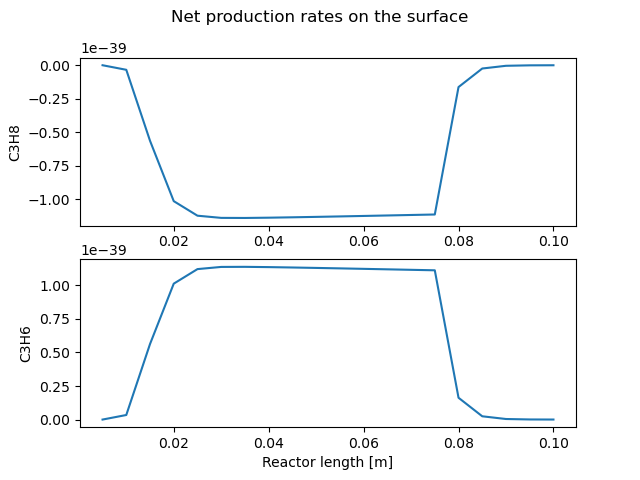 Net production rates on the surface
1e−39
0.00
−0.25
−0.50
−0.75
−1.00
C3H8
0.02 0.04 0.06 0.08 0.10
1e−39
1.00
0.75
0.50
0.25
0.00
C3H6
0.02 0.04 0.06 0.08 0.10
Reactor length [m]